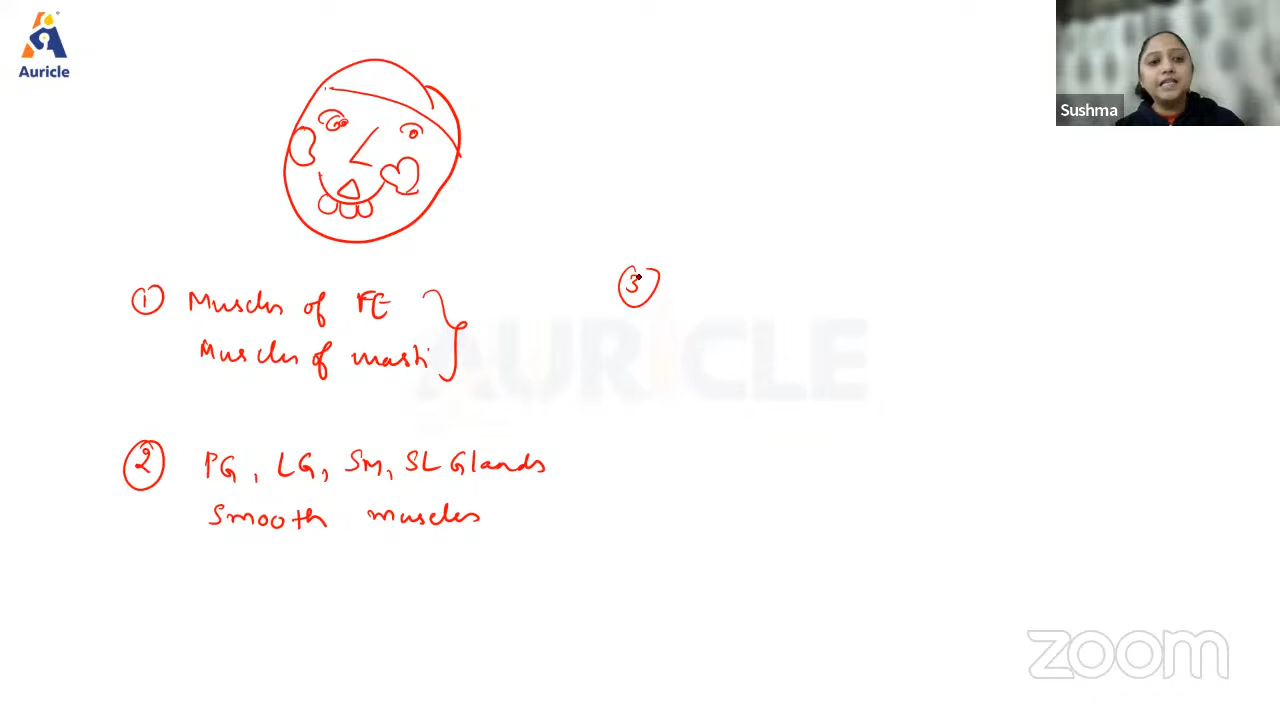 Auricle
Sushma
① Muscles of FE
Muscles of masti
③
AURICLE
② PG, LG, SM, SL Glands
Smooth muscles
zoom